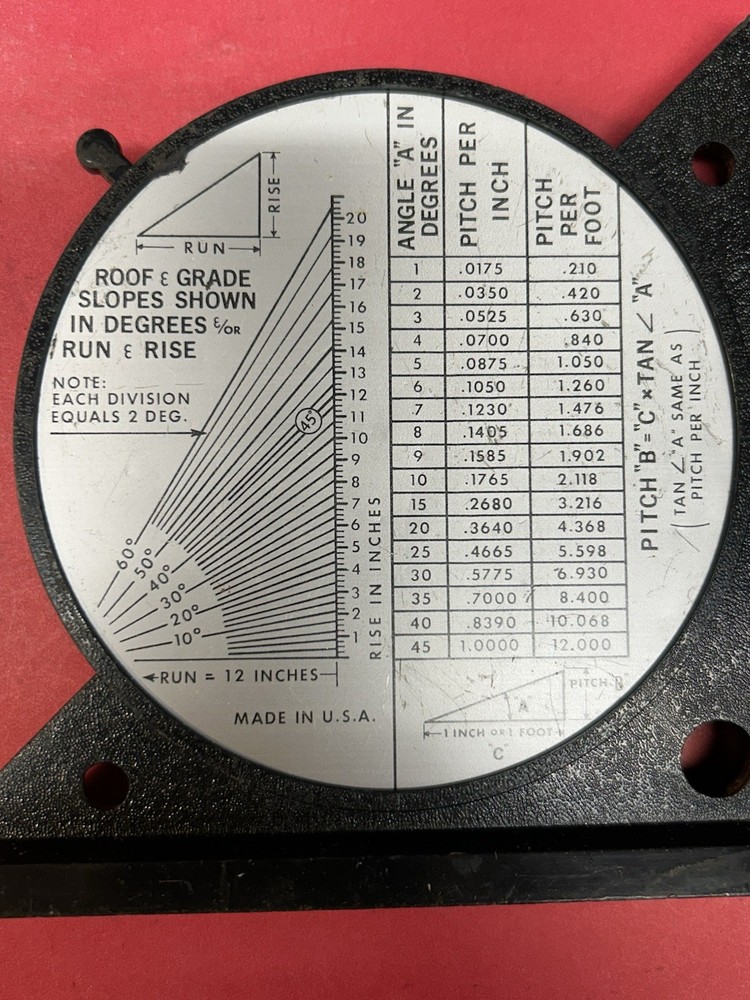 RISE
RUN
ROOF & GRADE
SLOPES SHOWN
IN DEGREES &/OR
RUN & RISE
NOTE:
EACH DIVISION
EQUALS 2 DEG.
45°
60°
50°
40°
30°
20°
10°
20
19
18
17
16
15
14
13
12
11
10
9
8
7
6
5
4
3
2
1
RISE IN INCHES
RUN = 12 INCHES
MADE IN U.S.A.
ANGLE "A" IN DEGREES PITCH PER INCH PITCH PER FOOT
1 .0175 .210
2 .0350 .420
3 .0525 .630
4 .0700 .840
5 .0875 1.050
6 .1050 1.260
7 .1230 1.476
8 .1405 1.686
9 .1585 1.902
10 .1765 2.118
15 .2680 3.216
20 .3640 4.368
25 .4665 5.598
30 .5775 6.930
35 .7000 8.400
40 .8390 10.068
45 1.0000 12.000
PITCH "B" = "C" × TAN ∠ "A"
(TAN ∠ "A" SAME AS
PITCH PER INCH)
PITCH-B"
"A"
1 INCH OR 1 FOOT
"C"